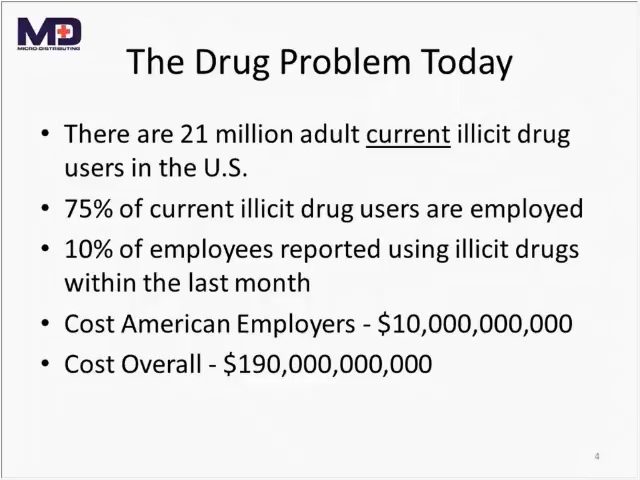 MD
MICRO-DISTRIBUTING
The Drug Problem Today
• There are 21 million adult current illicit drug
users in the U.S.
• 75% of current illicit drug users are employed
• 10% of employees reported using illicit drugs
within the last month
• Cost American Employers - $10,000,000,000
• Cost Overall - $190,000,000,000
4